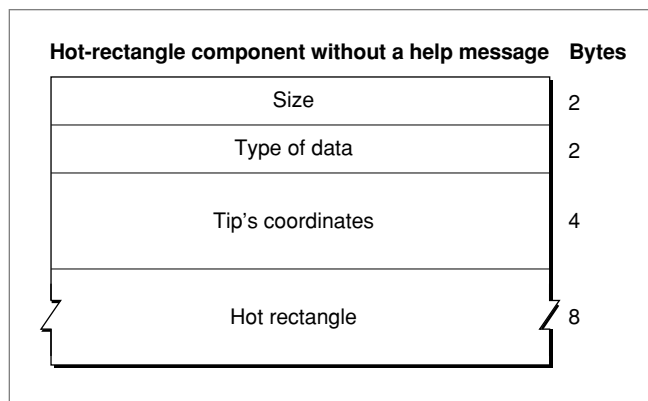 Hot-rectangle component without a help message Bytes
Size 2
Type of data 2
Tip's coordinates 4
Hot rectangle 8